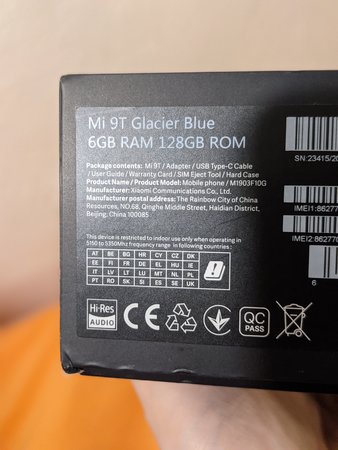 Mi 9T Glacier Blue
6GB RAM 128GB ROM
Package contents: Mi 9T / Adapter / USB Type-C Cable
/ User Guide / Warranty Card / SIM Eject Tool / Hard Case
Product Name / Product Model: Mobile phone / M1903F10G
Manufacturer: Xiaomi Communications Co., Ltd.
Manufacturer postal address: The Rainbow City of China
Resources, NO.68, Qinghe Middle Street, Haidian District,
Beijing, China 100085
This device is restricted to indoor use only when operating in
5150 to 5350Mhz frequency range in following countries:
AT BE BG HR CY CZ DK
EE FI FR DE EL HU IE
IT LV LT LU MT NL PL
PT RO SK SI ES SE UK
Hi-Res
AUDIO
CE
QC
PASS
SN:23415/20
IMEI1:86277
IMEI2:862770
6